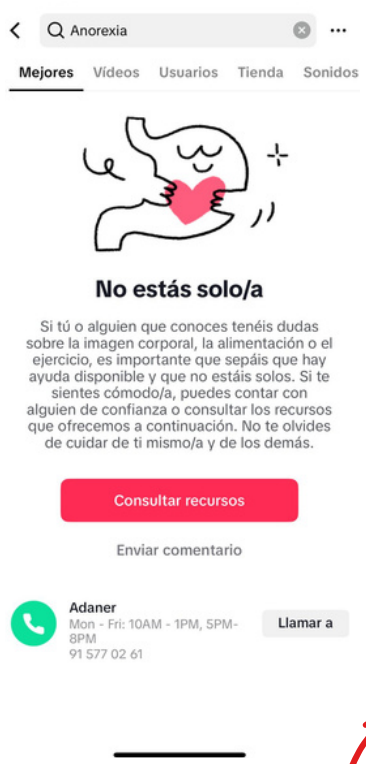 Anorexia
Mejores Vídeos Usuarios Tienda Sonidos
No estás solo/a
Si tú o alguien que conoces tenéis dudas
sobre la imagen corporal, la alimentación o el
ejercicio, es importante que sepáis que hay
ayuda disponible y que no estáis solos. Si te
sientes cómodo/a, puedes contar con
alguien de confianza o consultar los recursos
que ofrecemos a continuación. No te olvides
de cuidar de ti mismo/a y de los demás.
Consultar recursos
Enviar comentario
Adaner
Mon - Fri: 10AM - 1PM, 5PM-
8PM
91 577 02 61
Llamar a